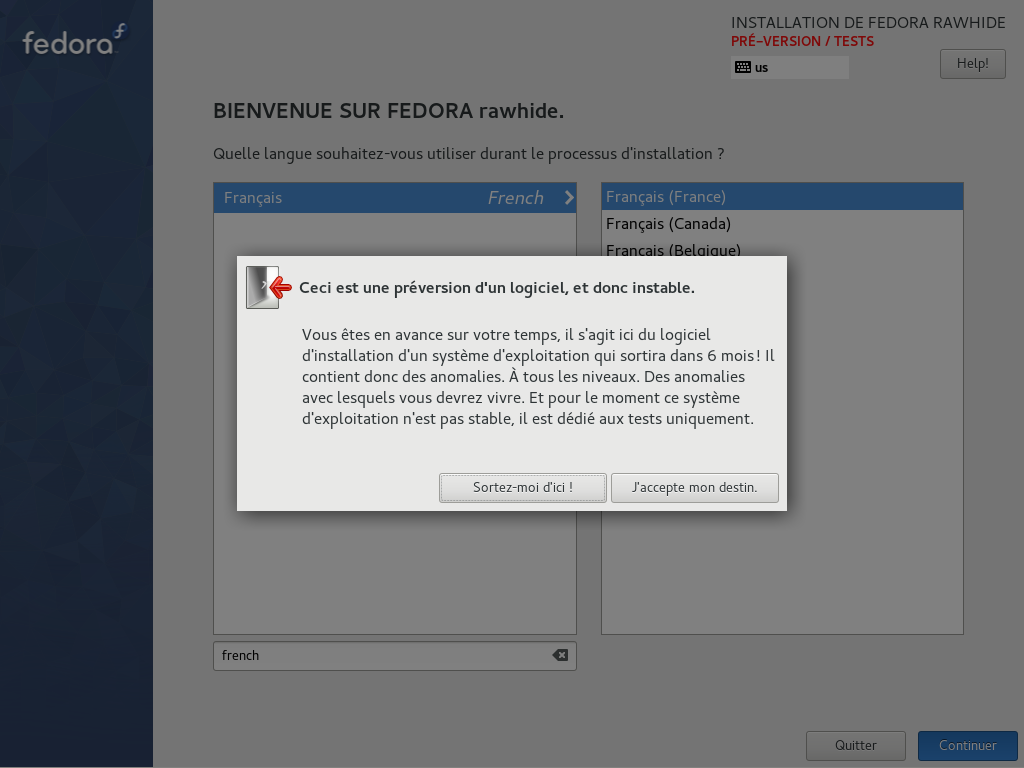 fedora
INSTALLATION DE FEDORA RAWHIDE
PRÉ-VERSION / TESTS
us
Help!
BIENVENUE SUR FEDORA rawhide.
Quelle langue souhaitez-vous utiliser durant le processus d'installation ?
Français French
Français (France)
Français (Canada)
Français (Belgique)
Ceci est une préversion d'un logiciel, et donc instable.
Vous êtes en avance sur votre temps, il s'agit ici du logiciel
d'installation d'un système d'exploitation qui sortira dans 6 mois! Il
contient donc des anomalies. À tous les niveaux. Des anomalies
avec lesquels vous devrez vivre. Et pour le moment ce système
d'exploitation n'est pas stable, il est dédié aux tests uniquement.
Sortez-moi d'ici !
J'accepte mon destin.
french
Quitter
Continuer